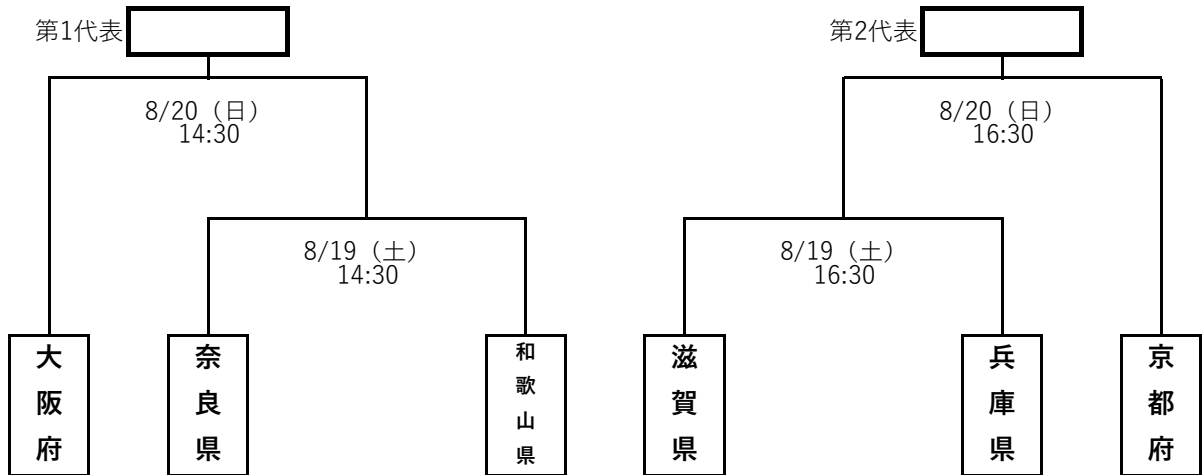 第1代表
第2代表
8/20（日）
14:30
8/20（日）
16:30
8/19（土）
14:30
8/19（土）
16:30
大阪府
奈良県
和歌山県
滋賀県
兵庫県
京都府